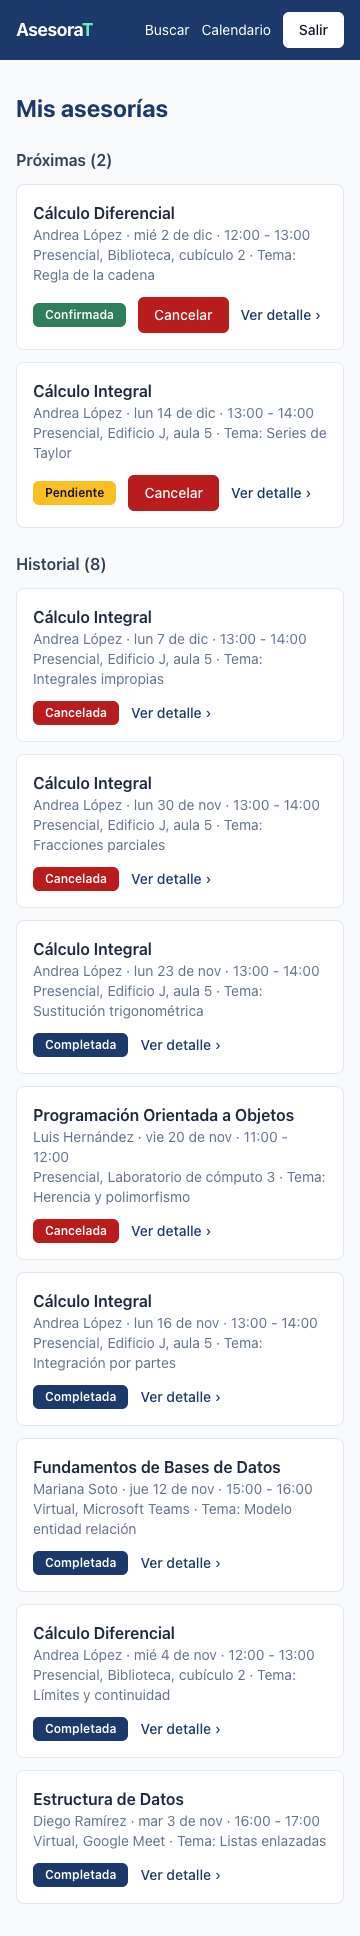 AsesoraT Buscar Calendario Salir
Mis asesorías
Próximas (2)
Cálculo Diferencial
Andrea López · mié 2 de dic · 12:00 - 13:00
Presencial, Biblioteca, cubículo 2 · Tema:
Regla de la cadena
Confirmada Cancelar Ver detalle ›
Cálculo Integral
Andrea López · lun 14 de dic · 13:00 - 14:00
Presencial, Edificio J, aula 5 · Tema: Series de
Taylor
Pendiente Cancelar Ver detalle ›
Historial (8)
Cálculo Integral
Andrea López · lun 7 de dic · 13:00 - 14:00
Presencial, Edificio J, aula 5 · Tema:
Integrales impropias
Cancelada Ver detalle ›
Cálculo Integral
Andrea López · lun 30 de nov · 13:00 - 14:00
Presencial, Edificio J, aula 5 · Tema:
Fracciones parciales
Cancelada Ver detalle ›
Cálculo Integral
Andrea López · lun 23 de nov · 13:00 - 14:00
Presencial, Edificio J, aula 5 · Tema:
Sustitución trigonométrica
Completada Ver detalle ›
Programación Orientada a Objetos
Luis Hernández · vie 20 de nov · 11:00 -
12:00
Presencial, Laboratorio de cómputo 3 · Tema:
Herencia y polimorfismo
Cancelada Ver detalle ›
Cálculo Integral
Andrea López · lun 16 de nov · 13:00 - 14:00
Presencial, Edificio J, aula 5 · Tema:
Integración por partes
Completada Ver detalle ›
Fundamentos de Bases de Datos
Mariana Soto · jue 12 de nov · 15:00 - 16:00
Virtual, Microsoft Teams · Tema: Modelo
entidad relación
Completada Ver detalle ›
Cálculo Diferencial
Andrea López · mié 4 de nov · 12:00 - 13:00
Presencial, Biblioteca, cubículo 2 · Tema:
Límites y continuidad
Completada Ver detalle ›
Estructura de Datos
Diego Ramírez · mar 3 de nov · 16:00 - 17:00
Virtual, Google Meet · Tema: Listas enlazadas
Completada Ver detalle ›